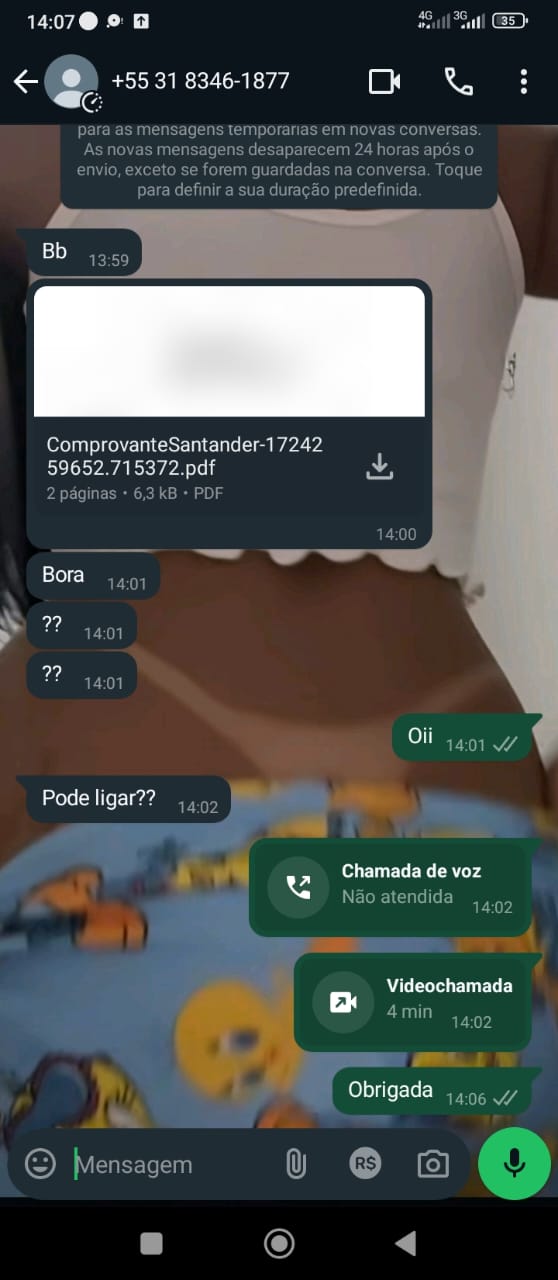 14:07
4G
3G
35
+55 31 8346-1877
para as mensagens temporárias em novas conversas.
As novas mensagens desaparecem 24 horas após o
envio, exceto se forem guardadas na conversa. Toque
para definir a sua duração predefinida.
Bb 13:59
ComprovanteSantander-17242
59652.715372.pdf
2 páginas • 6,3 kB • PDF
14:00
Bora 14:01
?? 14:01
?? 14:01
Oii 14:01
Pode ligar?? 14:02
Chamada de voz
Não atendida 14:02
Videochamada
4 min 14:02
Obrigada 14:06
Mensagem
R$